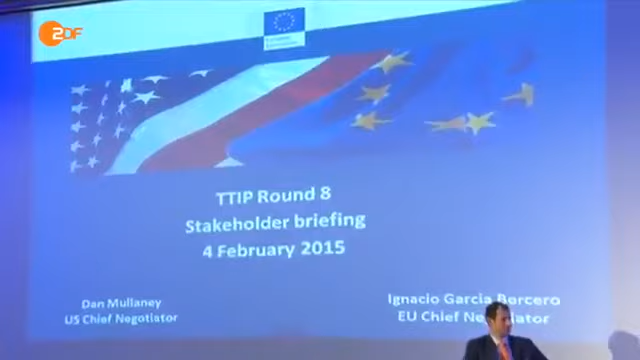 ZDF
TTIP Round 8
Stakeholder briefing
4 February 2015
Dan Mullaney
US Chief Negotiator
Ignacio Garcia Borcero
EU Chief Negotiator